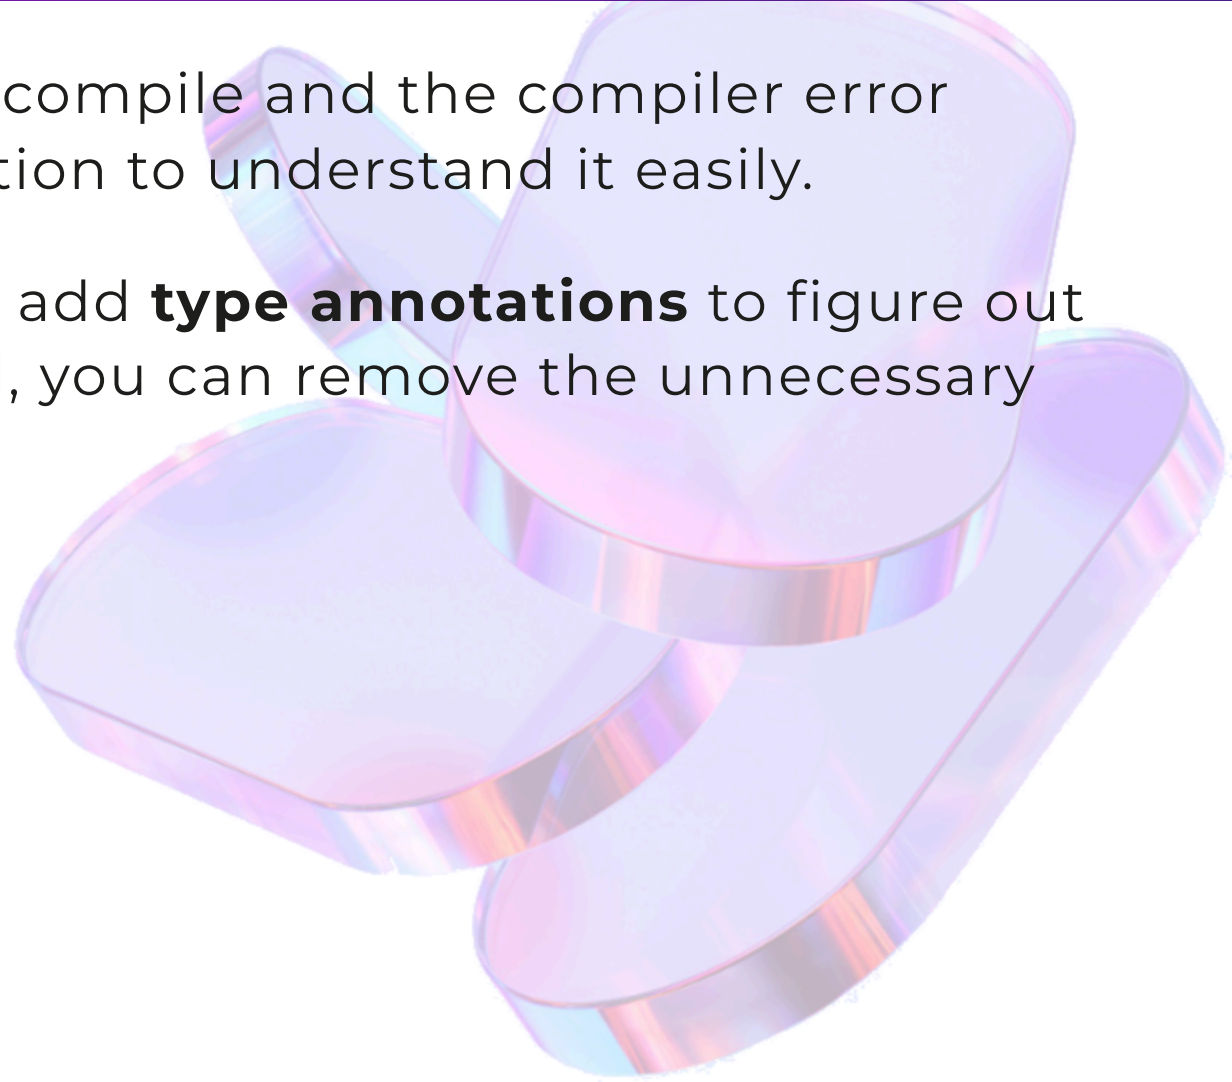 compile and the compiler error
tion to understand it easily.
add type annotations to figure out
, you can remove the unnecessary